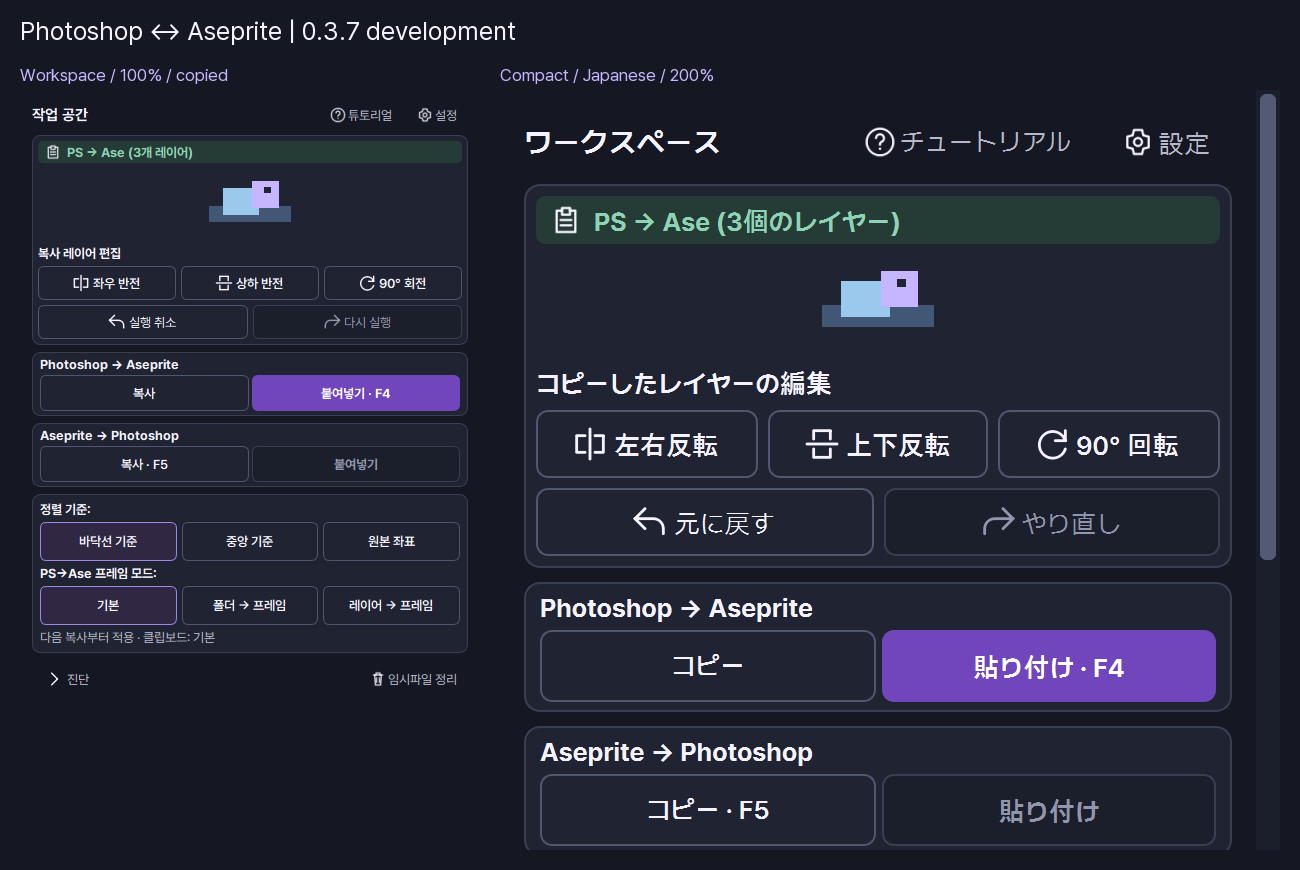 Photoshop ↔ Aseprite | 0.3.7 development
Workspace / 100% / copied
작업 공간
튜토리얼
설정
PS → Ase (3개 레이어)
복사 레이어 편집
좌우 반전
상하 반전
90° 회전
실행 취소
다시 실행
Photoshop → Aseprite
복사
붙여넣기 · F4
Aseprite → Photoshop
복사 · F5
붙여넣기
정렬 기준:
바닥선 기준
중앙 기준
원본 좌표
PS→Ase 프레임 모드:
기본
폴더 → 프레임
레이어 → 프레임
다음 복사부터 적용 · 클립보드: 기본
진단
임시파일 정리
Compact / Japanese / 200%
ワークスペース
チュートリアル
設定
PS → Ase (3個のレイヤー)
コピーしたレイヤーの編集
左右反転
上下反転
90° 回転
元に戻す
やり直し
Photoshop → Aseprite
コピー
貼り付け · F4
Aseprite → Photoshop
コピー · F5
貼り付け